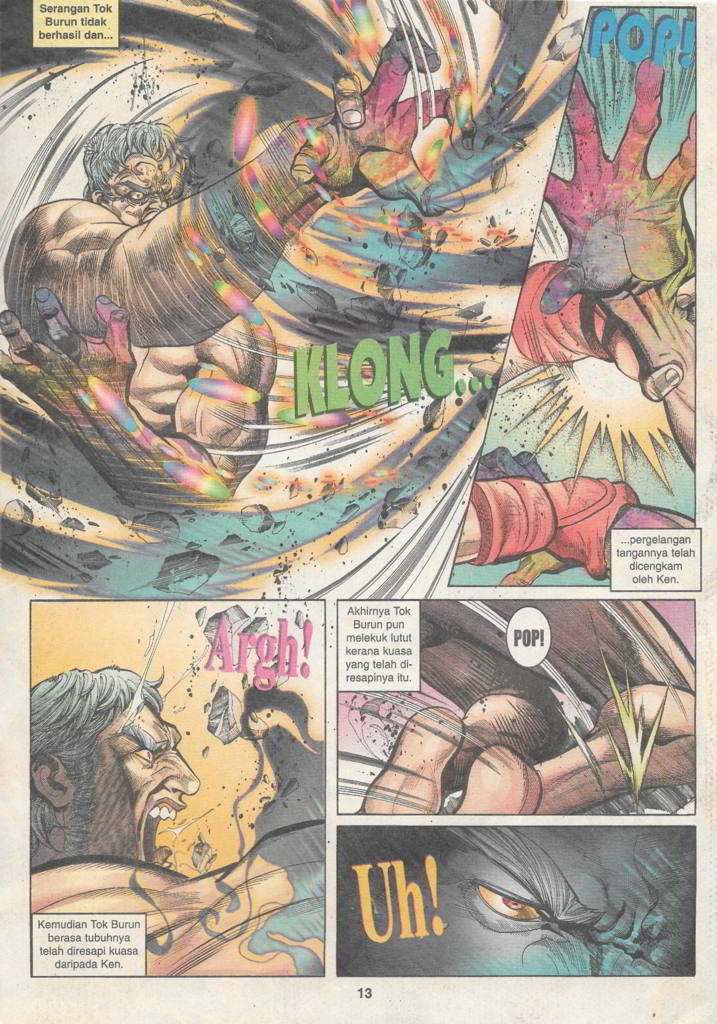 Serangan Tok
Burun tidak
berhasil dan...
POP!
KLONG...
...pergelangan
tangannya telah
dicengkam
oleh Ken.
Argh!
Kemudian Tok Burun
berasa tubuhnya
telah diresapi kuasa
daripada Ken.
Akhirnya Tok
Burun pun
melekuk lutut
kerana kuasa
yang telah di-
resapinya itu.
POP!
Uh!
13